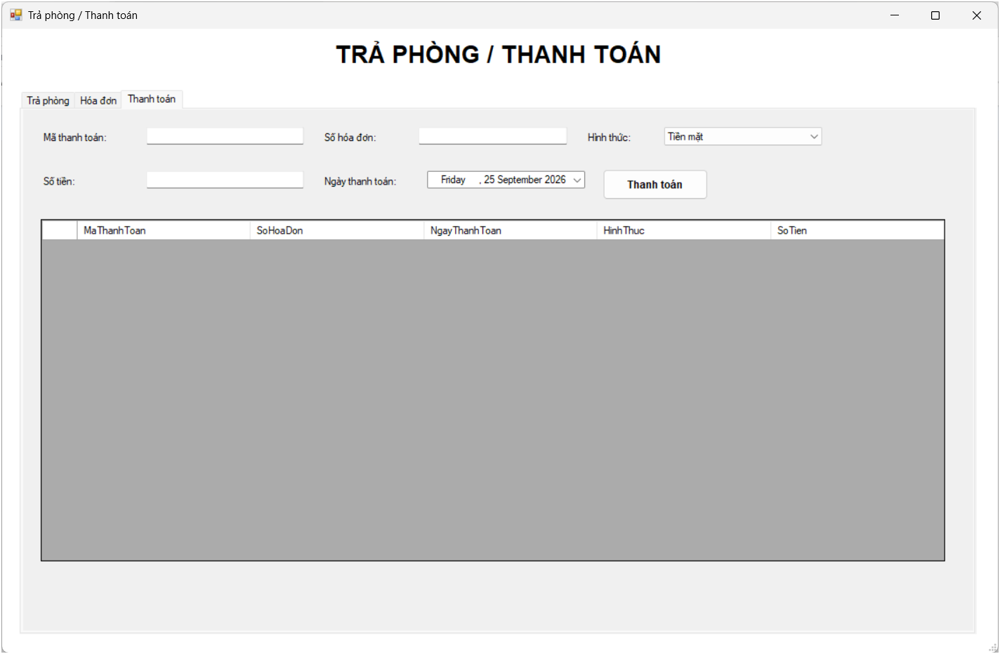 Trả phòng / Thanh toán
TRẢ PHÒNG / THANH TOÁN
Trả phòng Hóa đơn Thanh toán
Mã thanh toán: Số hóa đơn: Hình thức: Tiền mặt
Số tiền: Ngày thanh toán: Friday , 25 September 2026 Thanh toán
MaThanhToan SoHoaDon NgayThanhToan HinhThuc SoTien